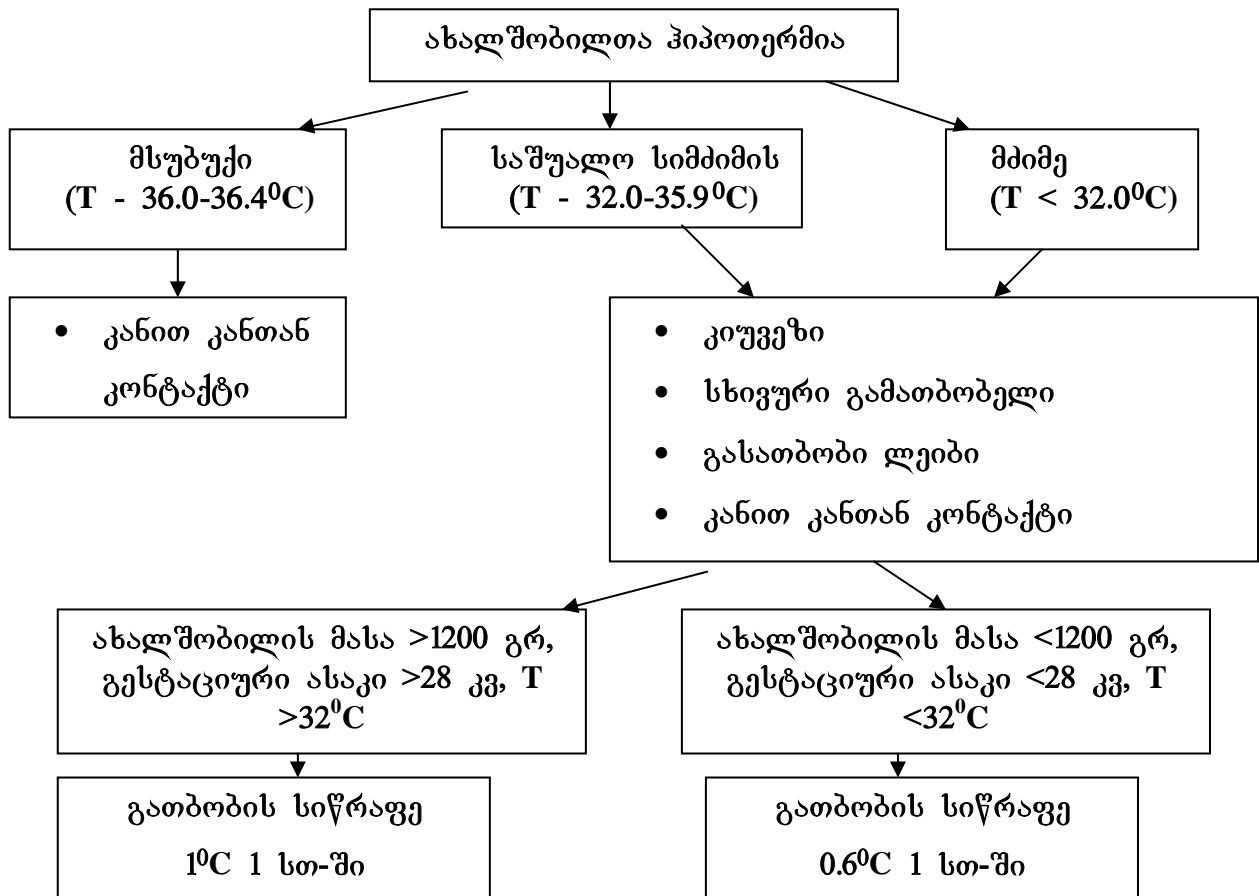 ახალშობილთა ჰიპოთერმია
მსუბუქი
(T - 36.0-36.4⁰C)
საშუალო სიმძიმის
(T - 32.0-35.9⁰C)
მძიმე
(T < 32.0⁰C)
• კანით კანთან
კონტაქტი
• კიუვეზი
• სხივური გამათბობელი
• გასათბობი ლეიბი
• კანით კანთან კონტაქტი
ახალშობილის მასა >1200 გრ,
გესტაციური ასაკი >28 კვ, T
>32⁰C
ახალშობილის მასა <1200 გრ,
გესტაციური ასაკი <28 კვ, T
<32⁰C
გათბობის სიწრაფე
1⁰C 1 სთ-ში
გათბობის სიწრაფე
0.6⁰C 1 სთ-ში